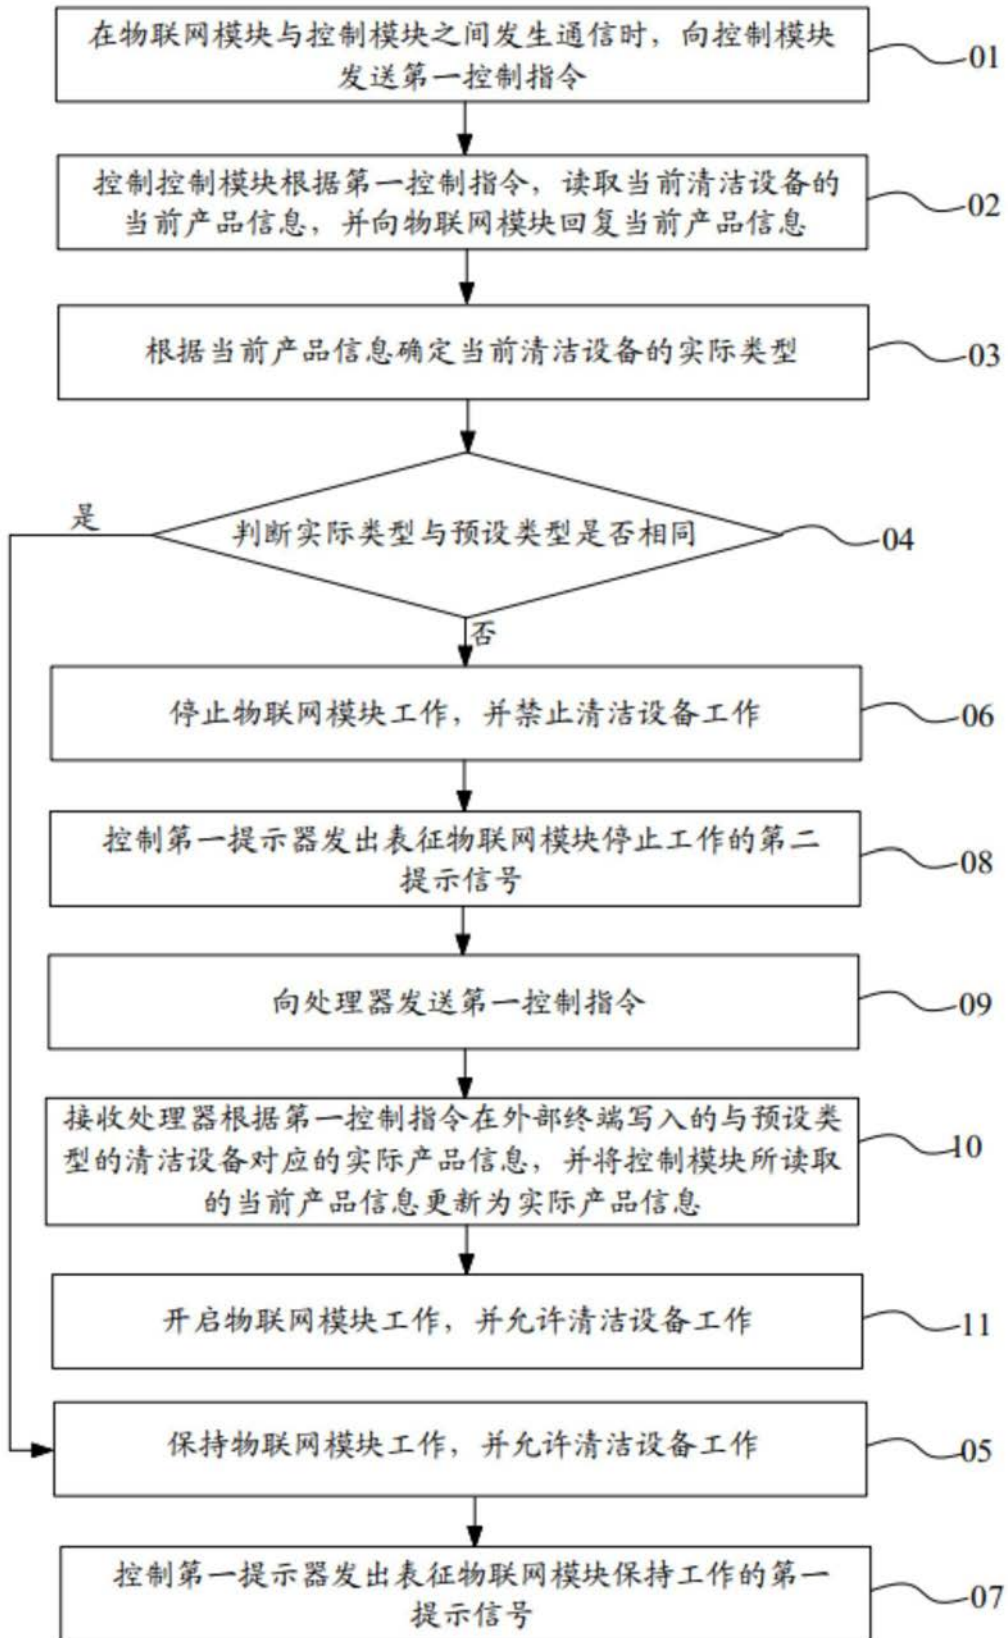 在物联网模块与控制模块之间发生通信时，向控制模块
发送第一控制指令
01
控制控制模块根据第一控制指令，读取当前清洁设备的
当前产品信息，并向物联网模块回复当前产品信息
02
根据当前产品信息确定当前清洁设备的实际类型
03
是
判断实际类型与预设类型是否相同
04
否
停止物联网模块工作，并禁止清洁设备工作
06
控制第一提示器发出表征物联网模块停止工作的第二
提示信号
08
向处理器发送第一控制指令
09
接收处理器根据第一控制指令在外部终端写入的与预设类
型的清洁设备对应的实际产品信息，并将控制模块所读取
的当前产品信息更新为实际产品信息
10
开启物联网模块工作，并允许清洁设备工作
11
保持物联网模块工作，并允许清洁设备工作
05
控制第一提示器发出表征物联网模块保持工作的第一
提示信号
07